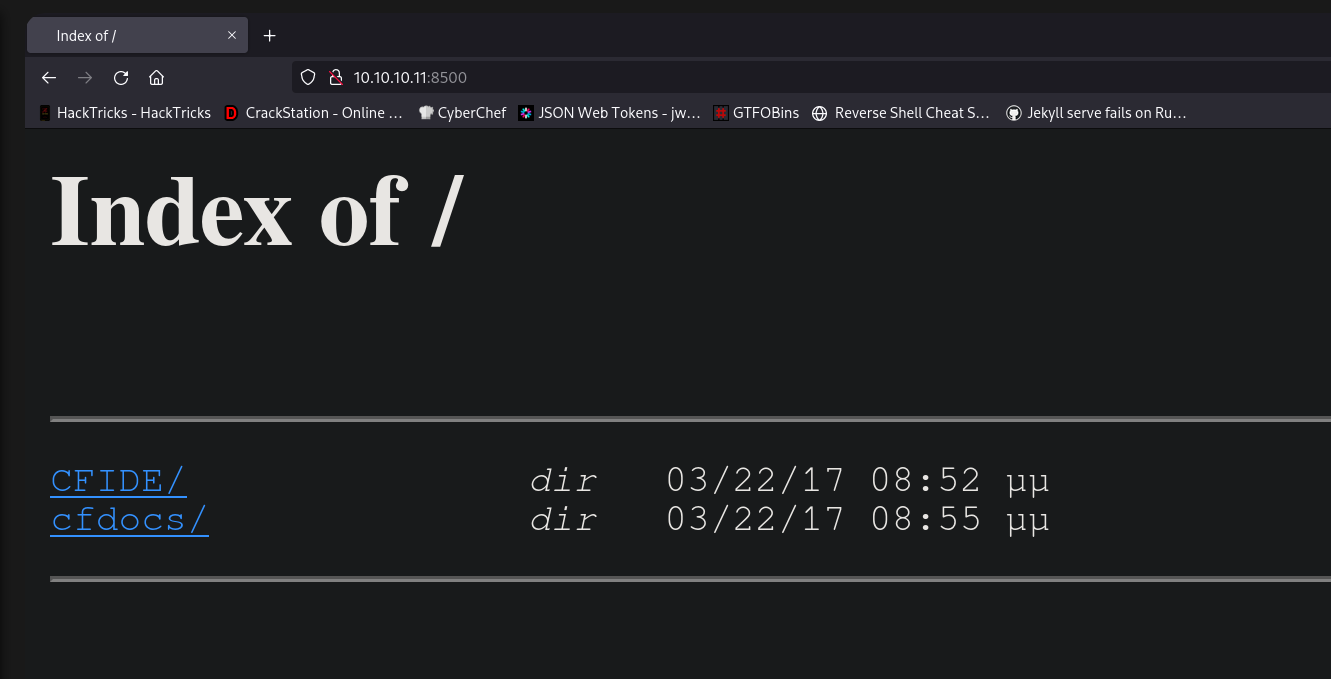 Index of /
10.10.10.11:8500
HackTricks - HackTricks CrackStation - Online ... CyberChef JSON Web Tokens - jw... GTFOBins Reverse Shell Cheat S... Jekyll serve fails on Ru...
Index of /
CFIDE/ dir 03/22/17 08:52 μμ
cfdocs/ dir 03/22/17 08:55 μμ